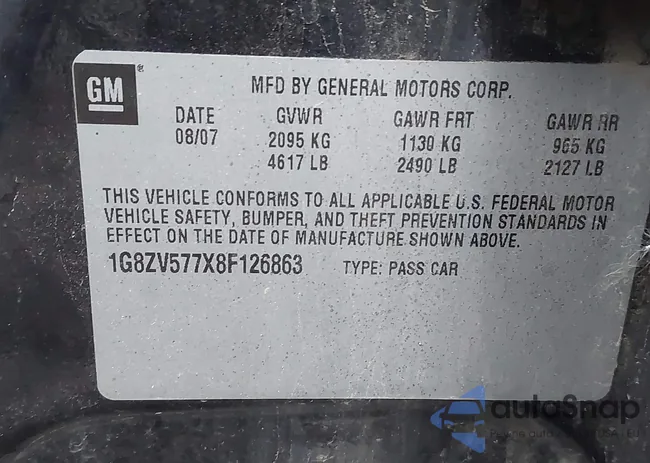 GM ®
MFD BY GENERAL MOTORS CORP.
DATE GVWR GAWR FRT GAWR RR
08/07 2095 KG 1130 KG 965 KG
4617 LB 2490 LB 2127 LB
THIS VEHICLE CONFORMS TO ALL APPLICABLE U.S. FEDERAL MOTOR
VEHICLE SAFETY, BUMPER, AND THEFT PREVENTION STANDARDS IN
EFFECT ON THE DATE OF MANUFACTURE SHOWN ABOVE.
1G8ZV577X8F126863 TYPE: PASS CAR
autoSnap